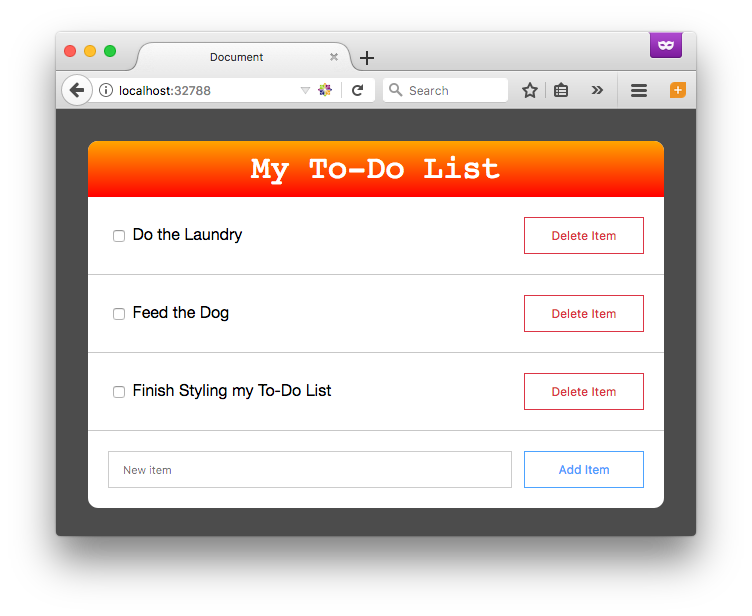 Document
localhost:32788
Search
My To-Do List
Do the Laundry
Delete Item
Feed the Dog
Delete Item
Finish Styling my To-Do List
Delete Item
New item
Add Item